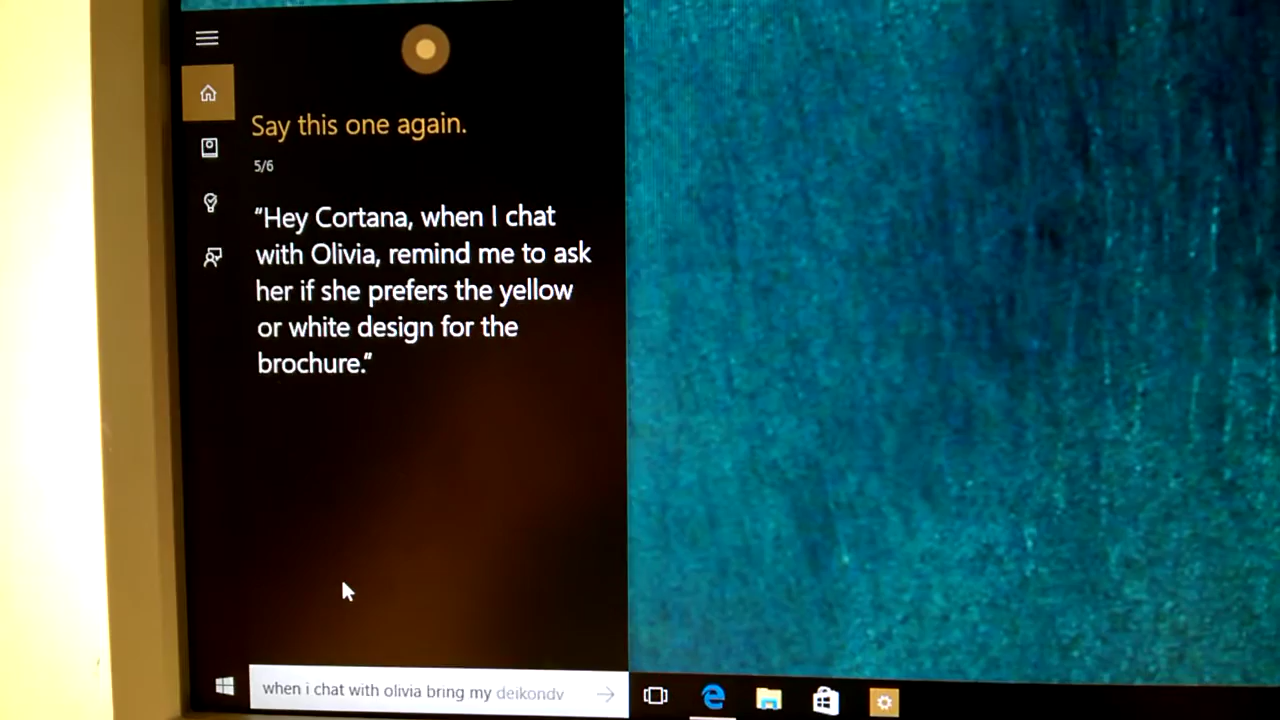 Say this one again.
5/6
"Hey Cortana, when I chat
with Olivia, remind me to ask
her if she prefers the yellow
or white design for the
brochure."
when i chat with olivia bring my deikondv